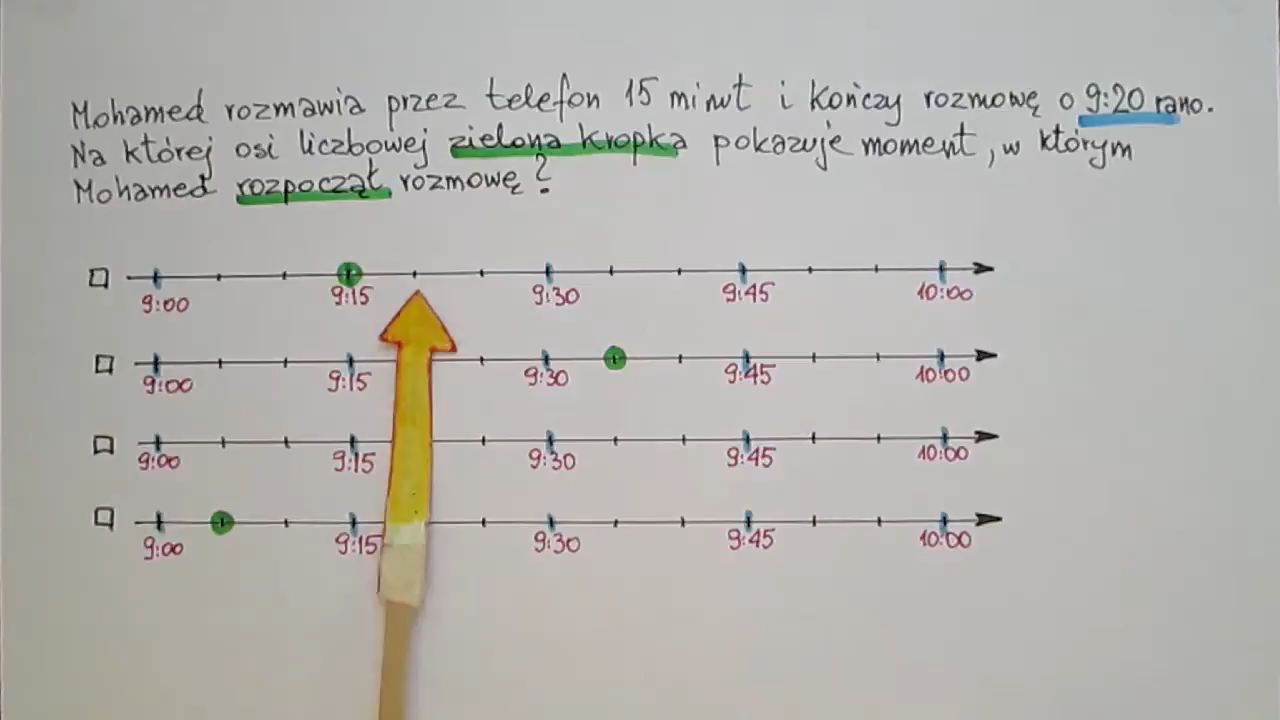 Mohamed rozmawia przez telefon 15 minut i kończy rozmowę o 9:20 rano.
Na której osi liczbowej zielona kropka pokazuje moment, w którym
Mohamed rozpoczął rozmowę?
9:00 9:15 9:30 9:45 10:00
9:00 9:15 9:30 9:45 10:00
9:00 9:15 9:30 9:45 10:00
9:00 9:15 9:30 9:45 10:00